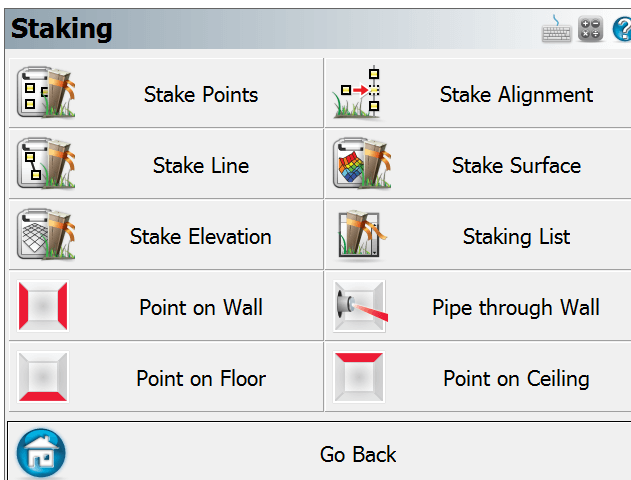 Staking
Stake Points
Stake Alignment
Stake Line
Stake Surface
Stake Elevation
Staking List
Point on Wall
Pipe through Wall
Point on Floor
Point on Ceiling
Go Back